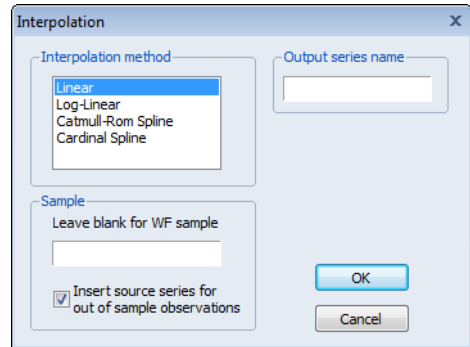 Interpolation
x
Interpolation method
Linear
Log-Linear
Catmull-Rom Spline
Cardinal Spline
Output series name
Sample
Leave blank for WF sample
Insert source series for
out of sample observations
OK
Cancel